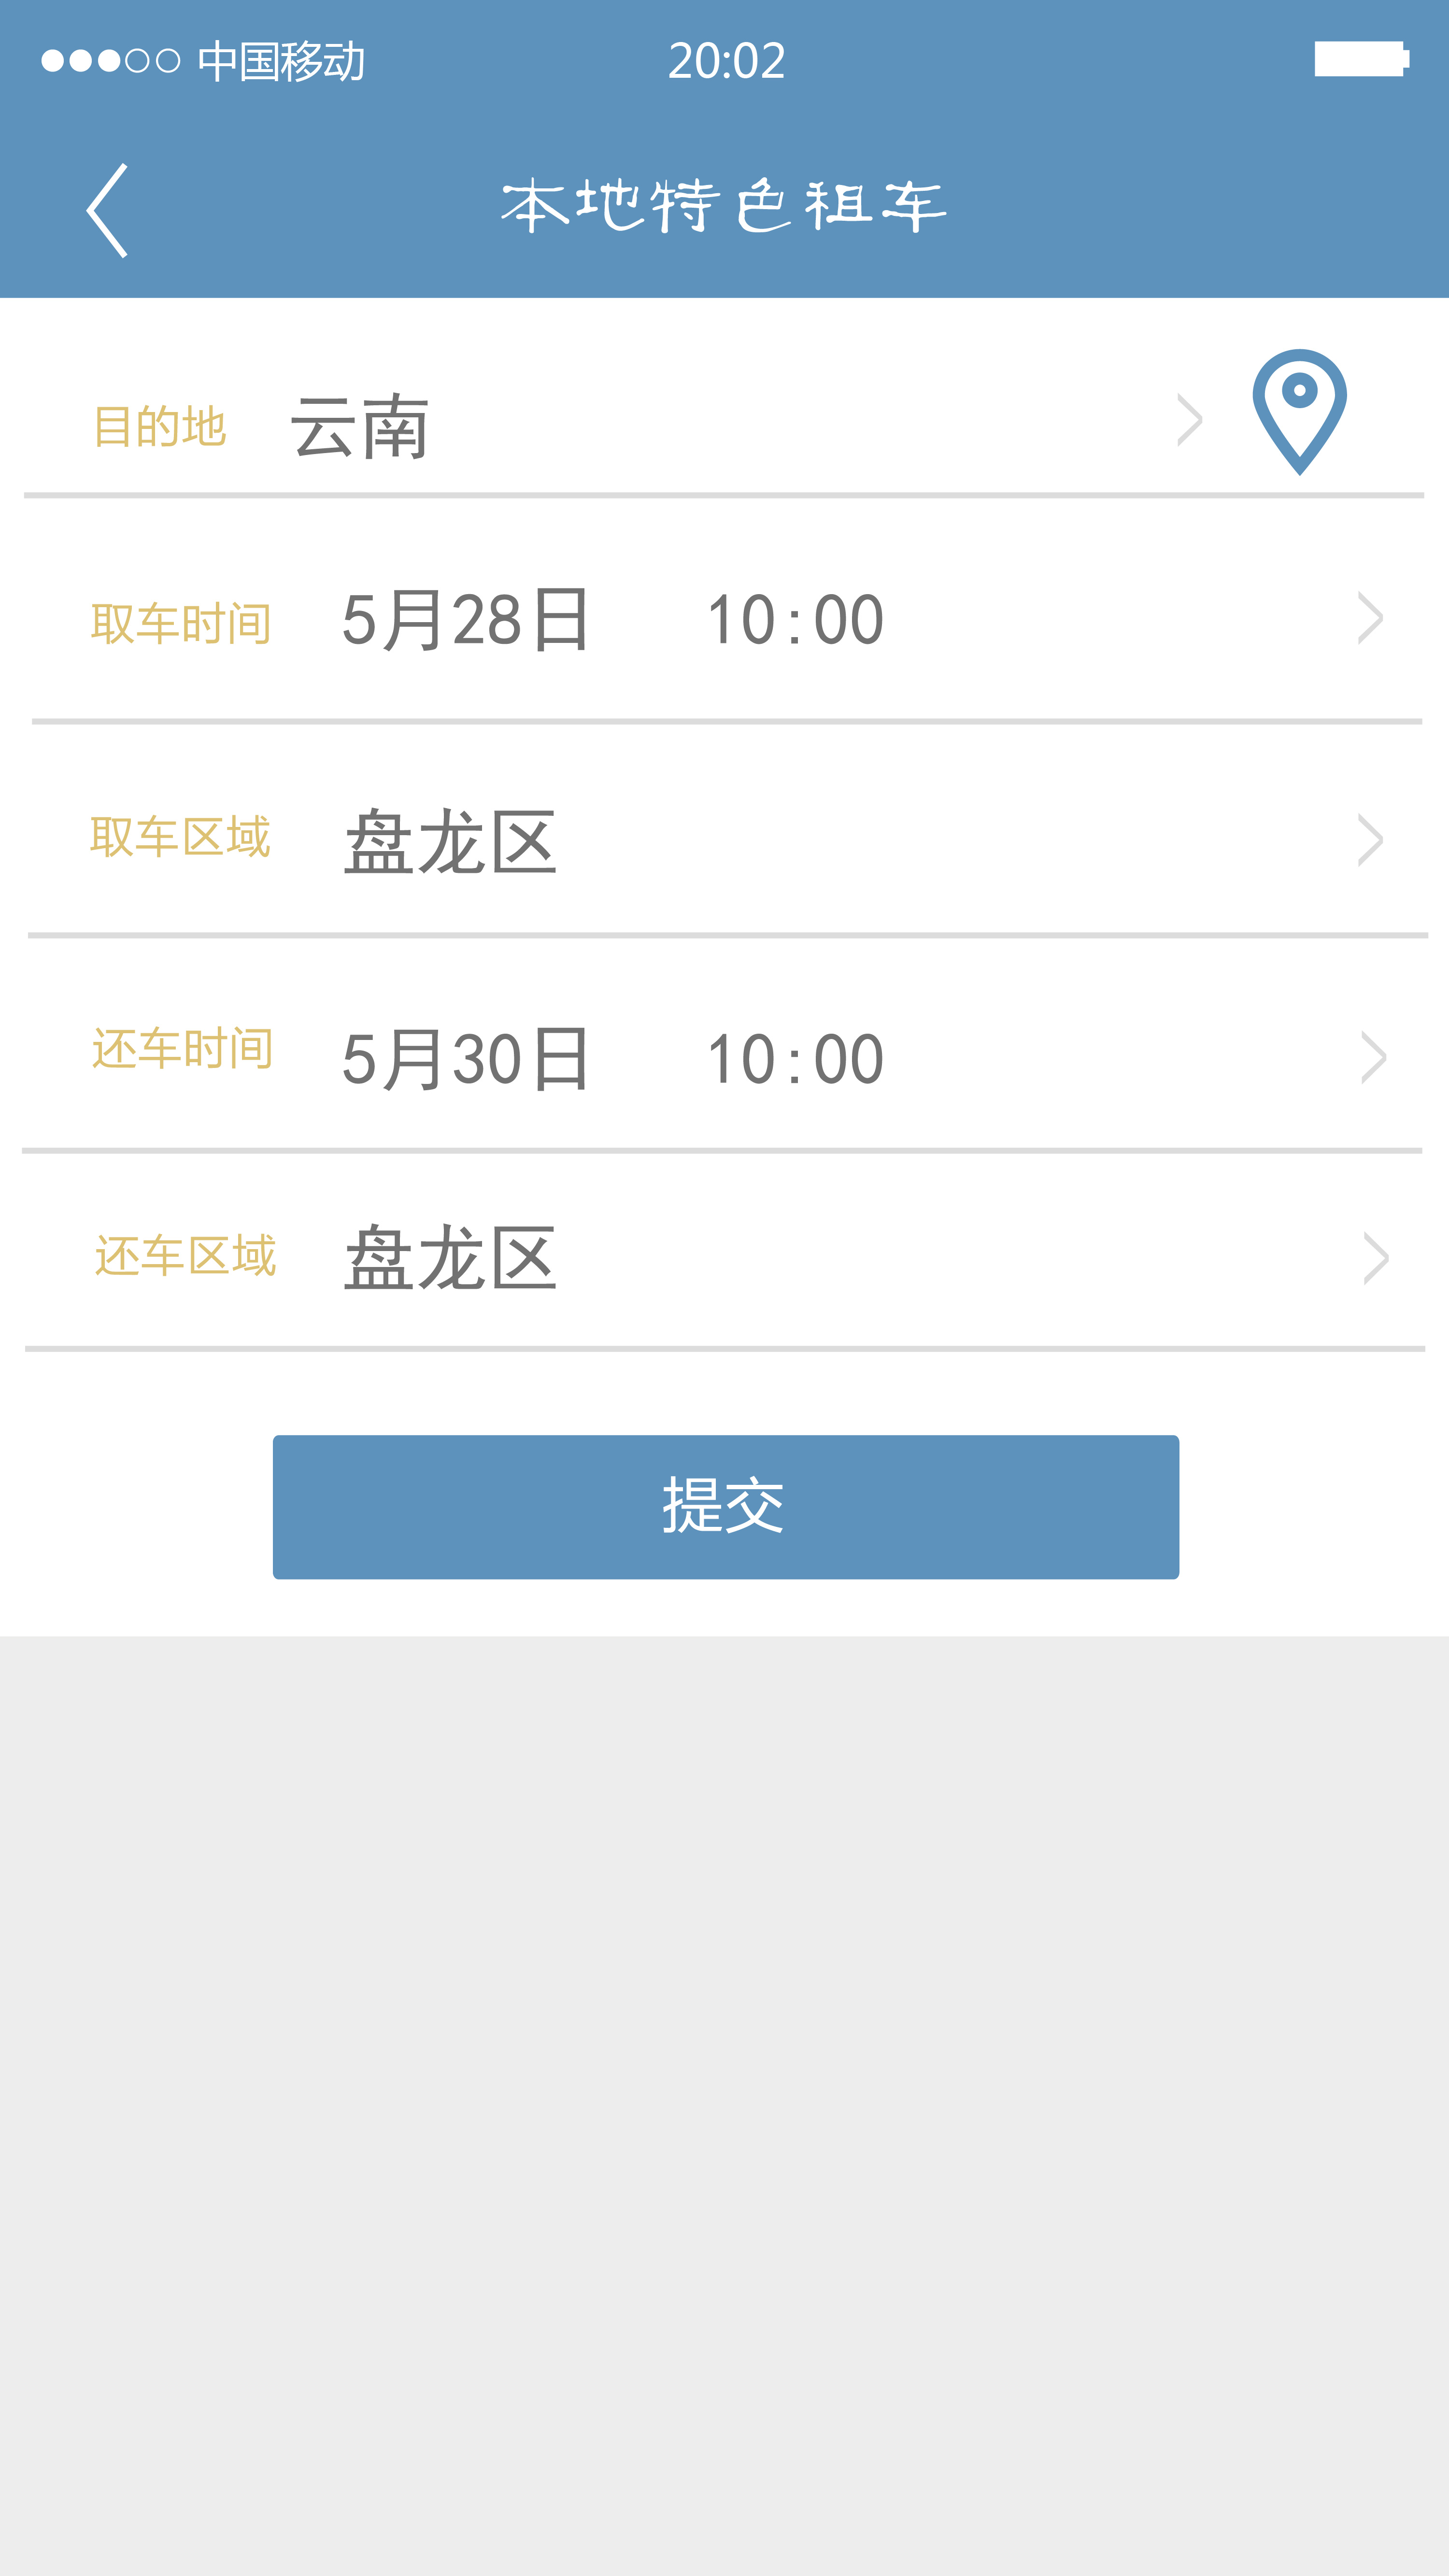 中国移动 20:02
本地特色租车
目的地 云南
取车时间 5月28日 10:00
取车区域 盘龙区
还车时间 5月30日 10:00
还车区域 盘龙区
提交